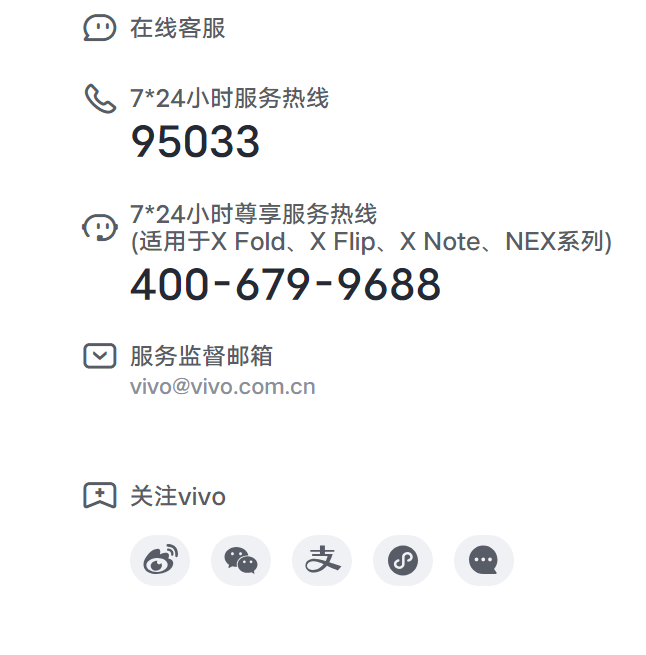 在线客服
7*24小时服务热线
95033
7*24小时尊享服务热线
(适用于X Fold、X Flip、X Note、NEX系列)
400-679-9688
服务监督邮箱
vivo@vivo.com.cn
关注vivo